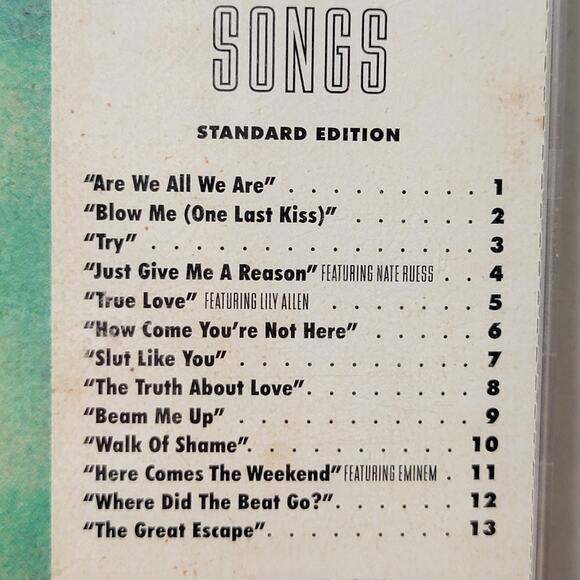 SONGS
STANDARD EDITION
“Are We All We Are” . . . . . . . . . 1
“Blow Me (One Last Kiss)” . . . . . . . 2
“Try” . . . . . . . . . . . . . . . 3
“Just Give Me A Reason” FEATURING NATE RUESS . . 4
“True Love” FEATURING LILY ALLEN . . . . . . . 5
“How Come You’re Not Here” . . . . . . 6
“Slut Like You” . . . . . . . . . . . 7
“The Truth About Love”. . . . . . . . 8
“Beam Me Up” . . . . . . . . . . . 9
“Walk Of Shame”. . . . . . . . . . 10
“Here Comes The Weekend” FEATURING EMINEM . 11
“Where Did The Beat Go?”. . . . . . 12
“The Great Escape”. . . . . . . . . 13